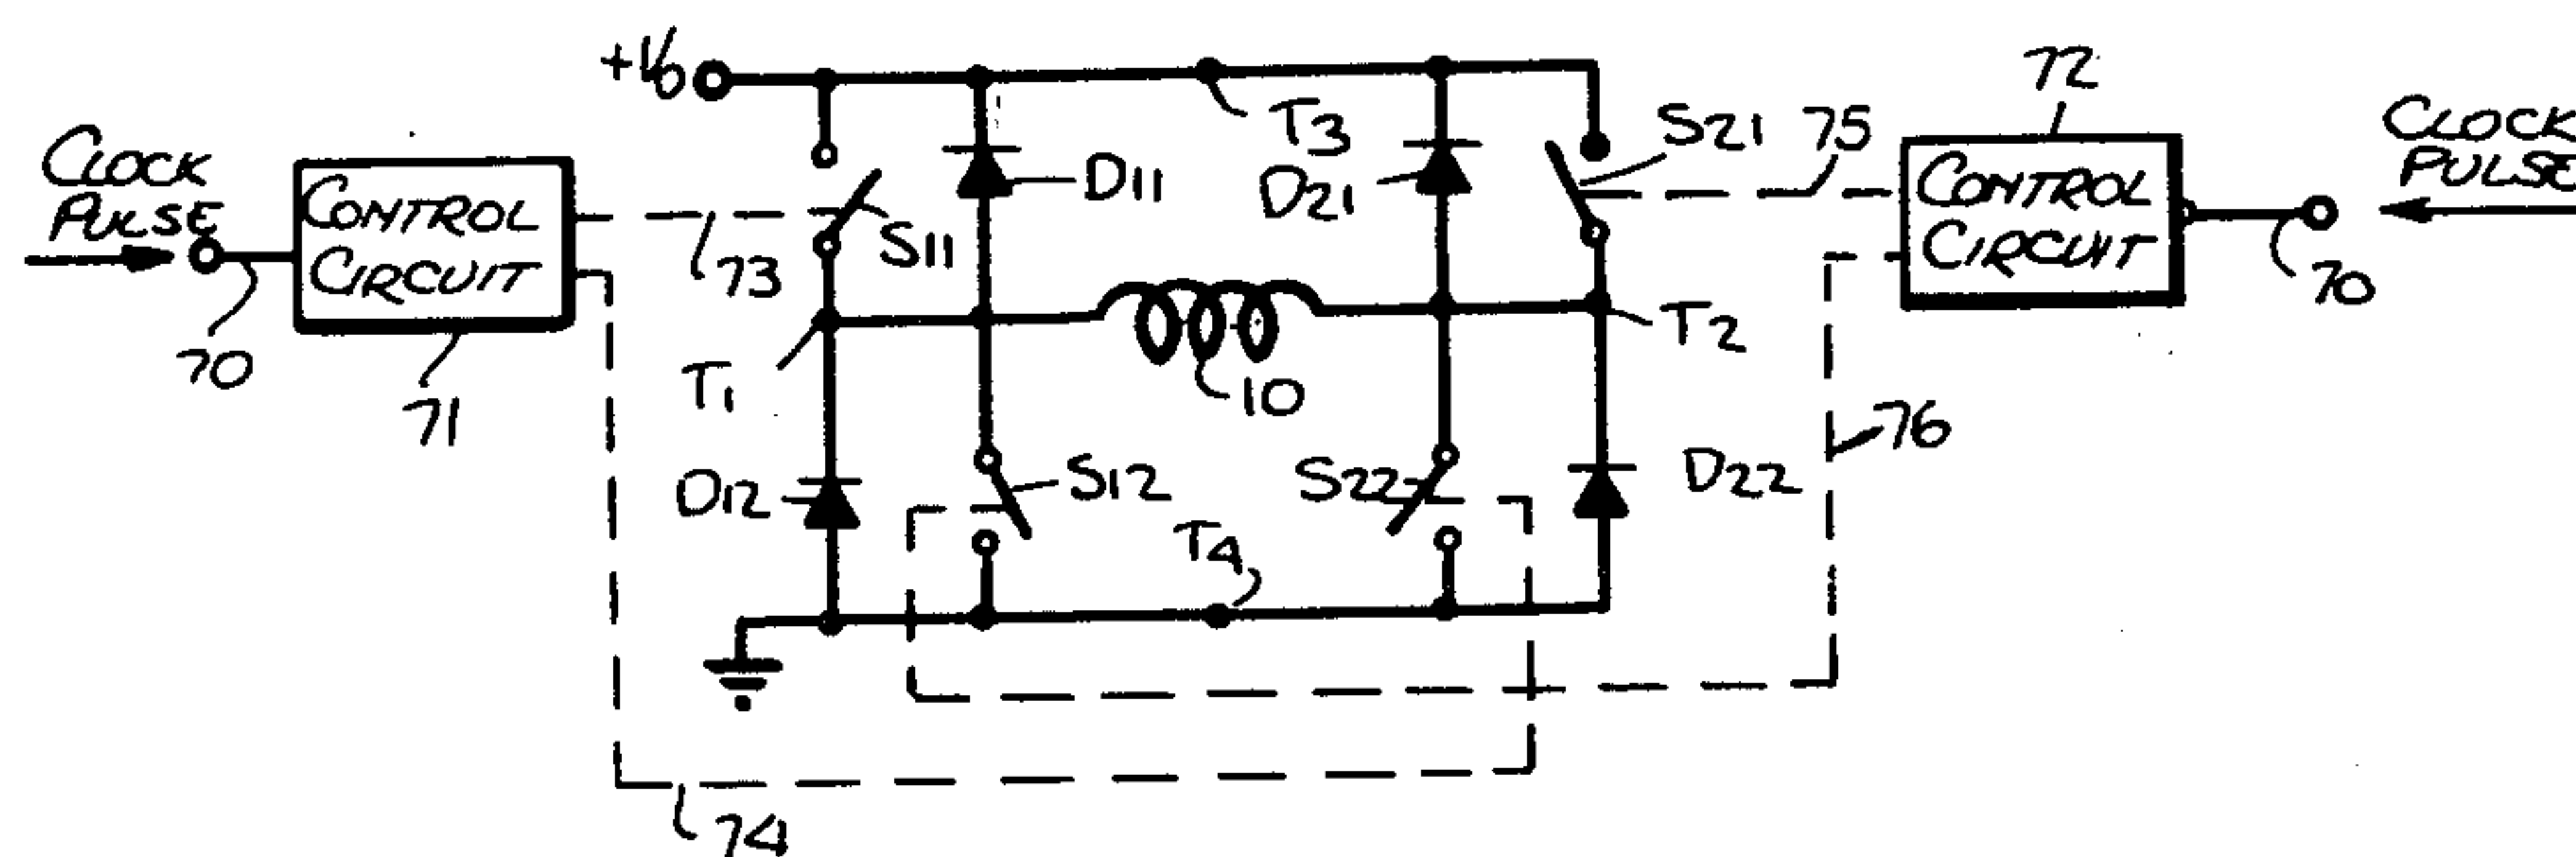 +V0
CLOCK
PULSE
70
CONTROL
CIRCUIT
71
73
S11
D11
T3
D21
S21
75
72
CONTROL
CIRCUIT
CLOCK
PULSE
70
T1
10
T2
D12
S12
S22
D22
76
T4
74